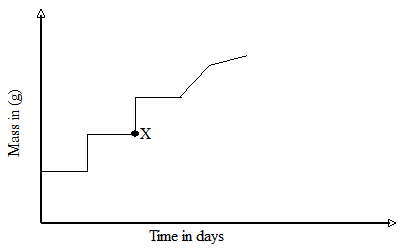 Mass in (g)
X
Time in days